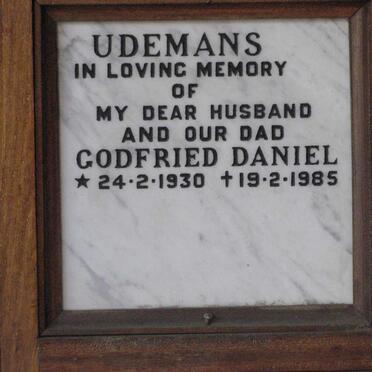 UDEMANS
IN LOVING MEMORY
OF
MY DEAR HUSBAND
AND OUR DAD
GODFRIED DANIEL
★ 24·2·1930 ✝ 19·2·1985